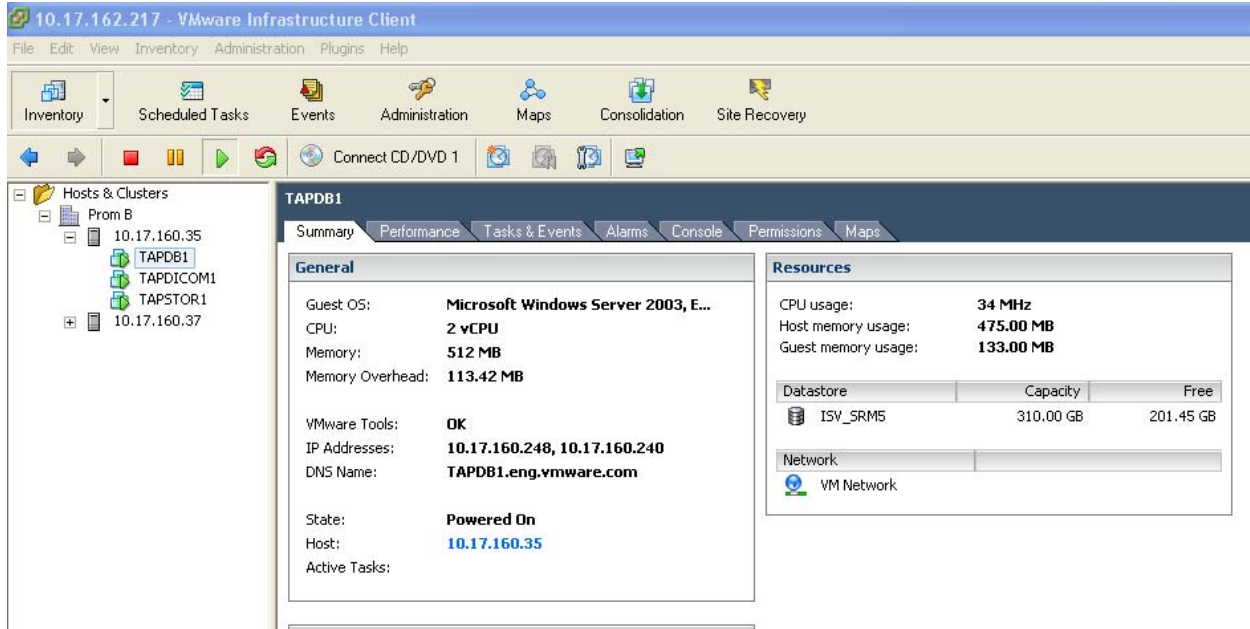 10.17.162.217 - VMware Infrastructure Client
File Edit View Inventory Administration Plugins Help
Inventory Scheduled Tasks Events Administration Maps Consolidation Site Recovery
Connect CD/DVD 1
Hosts & Clusters
Prom B
10.17.160.35
TAPDB1
TAPDICOM1
TAPSTOR1
10.17.160.37
TAPDB1
Summary Performance Tasks & Events Alarms Console Permissions Maps
General
Guest OS: Microsoft Windows Server 2003, E...
CPU: 2 vCPU
Memory: 512 MB
Memory Overhead: 113.42 MB
VMware Tools: OK
IP Addresses: 10.17.160.248, 10.17.160.240
DNS Name: TAPDB1.eng.vmware.com
State: Powered On
Host: 10.17.160.35
Active Tasks:
Resources
CPU usage: 34 MHz
Host memory usage: 475.00 MB
Guest memory usage: 133.00 MB
Datastore Capacity Free
ISV_SRM5 310.00 GB 201.45 GB
Network
VM Network